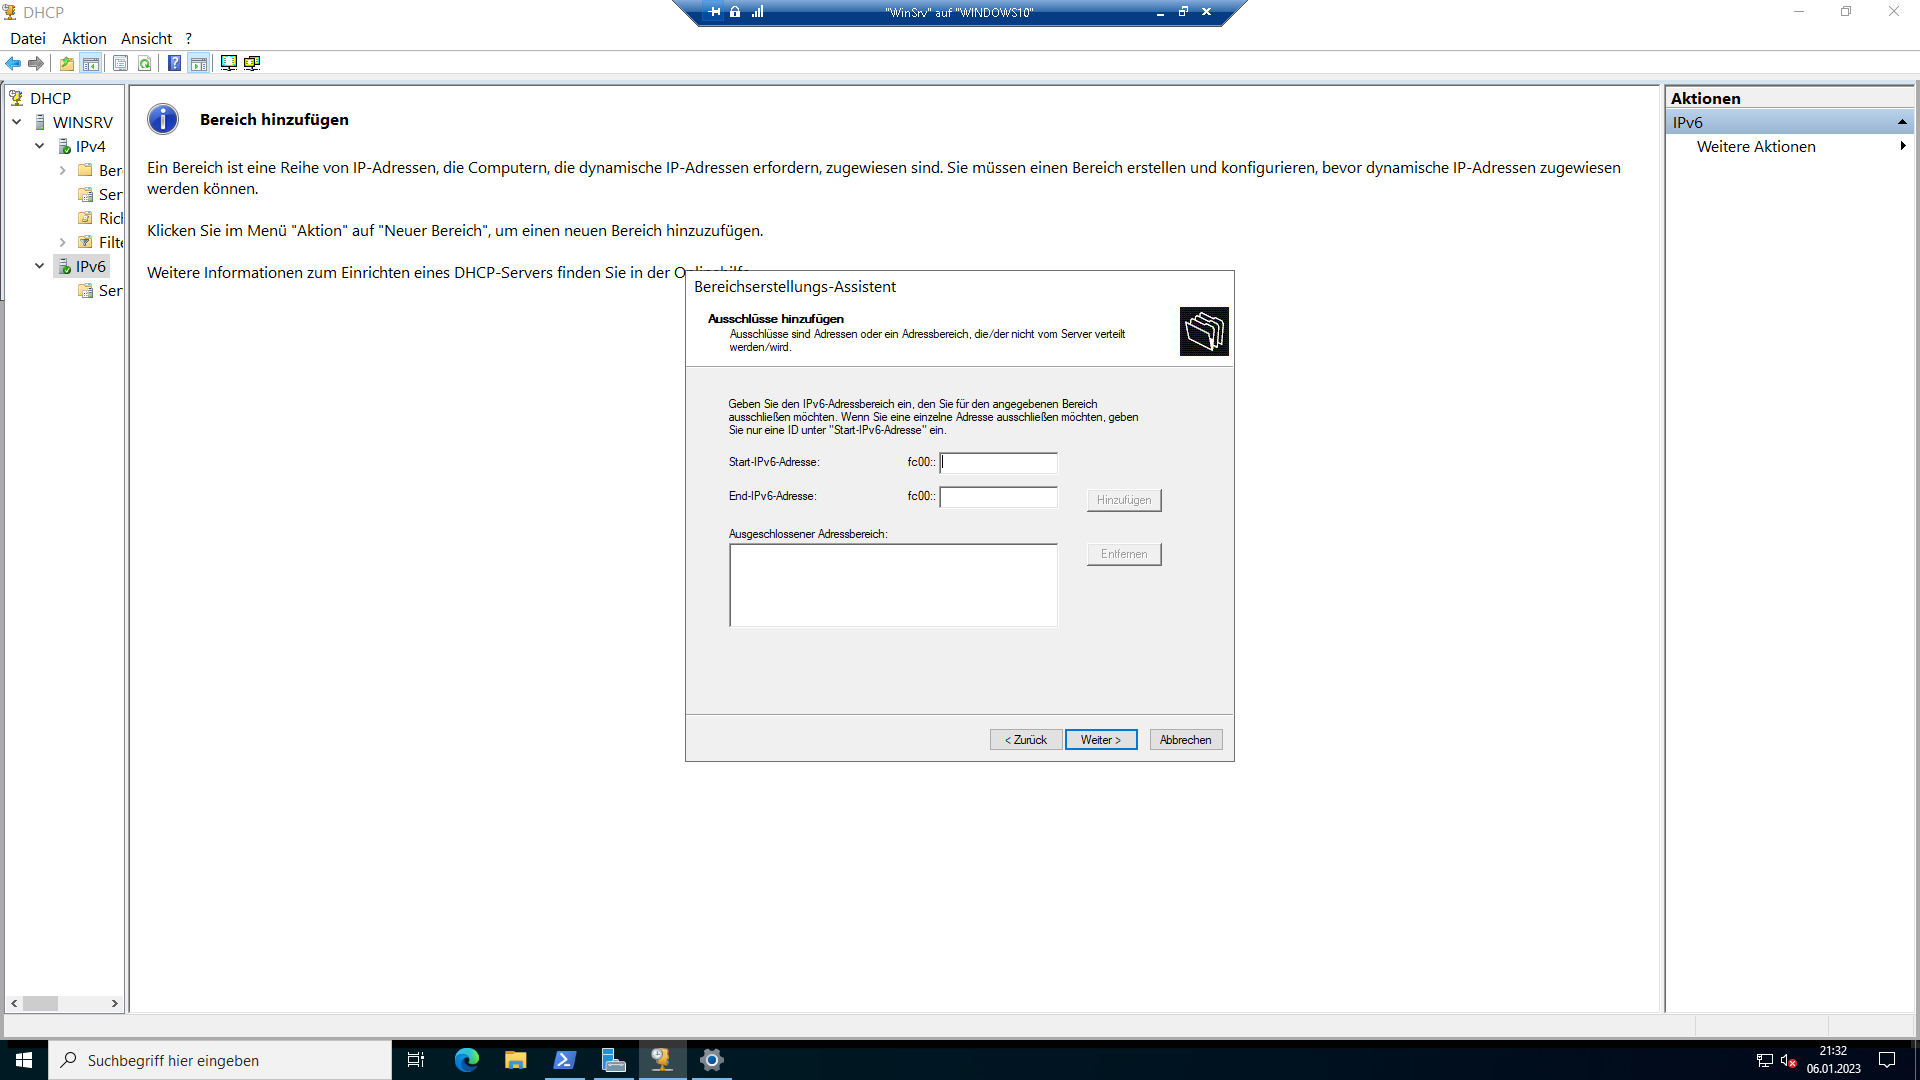 DHCP
"WinSrv" auf "WINDOWS10"
Datei Aktion Ansicht ?
DHCP
WINSRV
IPv4
Ber
Ser
Rich
Filte
IPv6
Ser
Bereich hinzufügen
Ein Bereich ist eine Reihe von IP-Adressen, die Computern, die dynamische IP-Adressen erfordern, zugewiesen sind. Sie müssen einen Bereich erstellen und konfigurieren, bevor dynamische IP-Adressen zugewiesen
werden können.
Klicken Sie im Menü "Aktion" auf "Neuer Bereich", um einen neuen Bereich hinzuzufügen.
Weitere Informationen zum Einrichten eines DHCP-Servers finden Sie in der Onlinehilfe
Bereichserstellungs-Assistent
Ausschlüsse hinzufügen
Ausschlüsse sind Adressen oder ein Adressbereich, die/der nicht vom Server verteilt
werden/wird.
Geben Sie den IPv6-Adressbereich ein, den Sie für den angegebenen Bereich
ausschließen möchten. Wenn Sie eine einzelne Adresse ausschließen möchten, geben
Sie nur eine ID unter "Start-IPv6-Adresse" ein.
Start-IPv6-Adresse: fc00::
End-IPv6-Adresse: fc00::
Hinzufügen
Ausgeschlossener Adressbereich:
Entfernen
< Zurück Weiter > Abbrechen
Aktionen
IPv6
Weitere Aktionen
Suchbegriff hier eingeben
21:32
06.01.2023